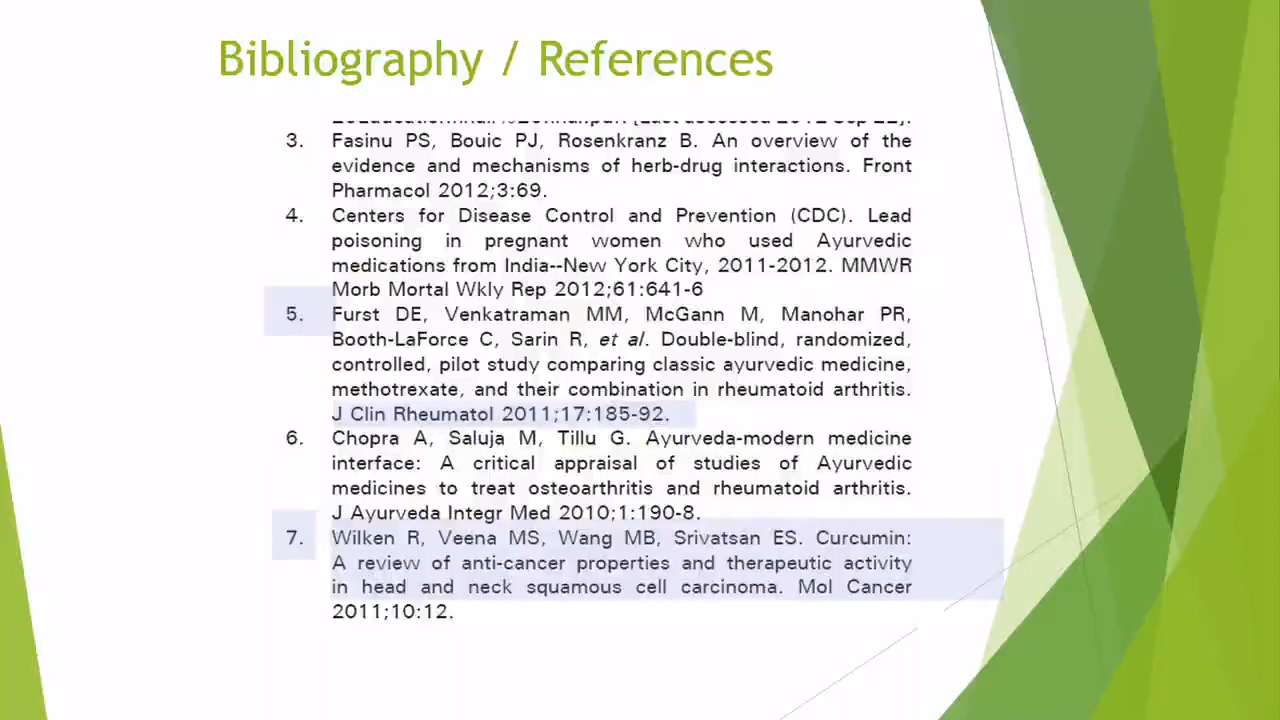 Bibliography / References
3. Fasinu PS, Bouic PJ, Rosenkranz B. An overview of the
evidence and mechanisms of herb-drug interactions. Front
Pharmacol 2012;3:69.
4. Centers for Disease Control and Prevention (CDC). Lead
poisoning in pregnant women who used Ayurvedic
medications from India--New York City, 2011-2012. MMWR
Morb Mortal Wkly Rep 2012;61:641-6
5. Furst DE, Venkatraman MM, McGann M, Manohar PR,
Booth-LaForce C, Sarin R, et al. Double-blind, randomized,
controlled, pilot study comparing classic ayurvedic medicine,
methotrexate, and their combination in rheumatoid arthritis.
J Clin Rheumatol 2011;17:185-92.
6. Chopra A, Saluja M, Tillu G. Ayurveda-modern medicine
interface: A critical appraisal of studies of Ayurvedic
medicines to treat osteoarthritis and rheumatoid arthritis.
J Ayurveda Integr Med 2010;1:190-8.
7. Wilken R, Veena MS, Wang MB, Srivatsan ES. Curcumin:
A review of anti-cancer properties and therapeutic activity
in head and neck squamous cell carcinoma. Mol Cancer
2011;10:12.